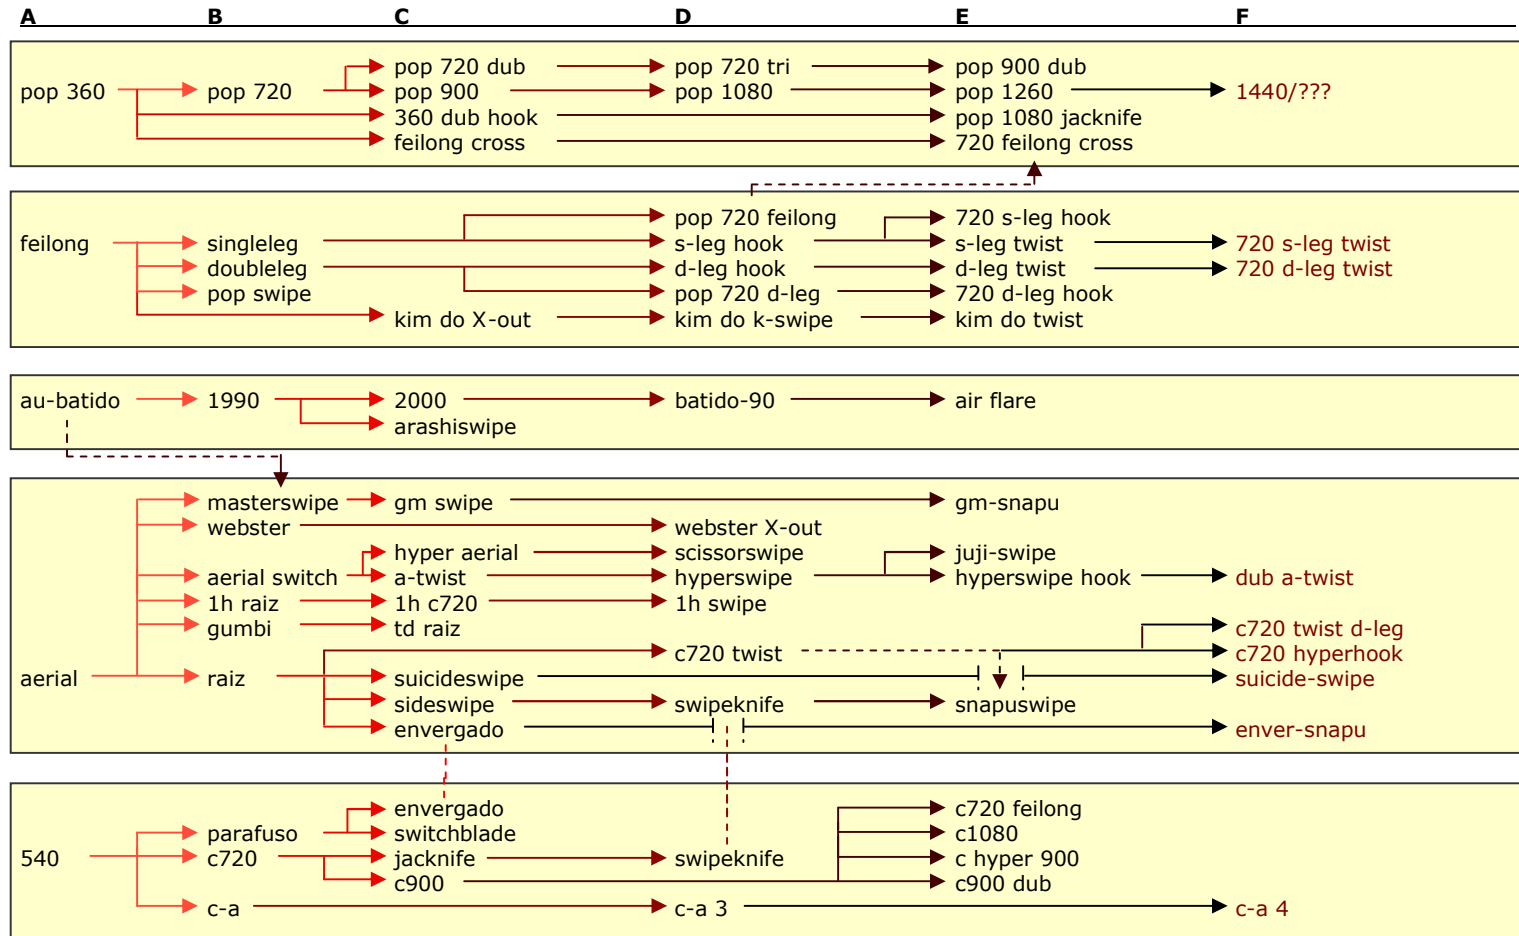 A B C D E F
pop 720 dub pop 720 tri pop 900 dub
pop 360 pop 720 pop 900 pop 1080 pop 1260 1440/???
360 dub hook pop 1080 jacknife
feilong cross 720 feilong cross
pop 720 feilong 720 s-leg hook
feilong singleleg s-leg hook s-leg twist 720 s-leg twist
doubleleg d-leg hook d-leg twist 720 d-leg twist
pop swipe pop 720 d-leg 720 d-leg hook
kim do X-out kim do k-swipe kim do twist
au-batido 1990 2000 batido-90 air flare
arashiswipe
masterswipe gm swipe gm-snapu
webster webster X-out
hyper aerial scissorswipe juji-swipe
aerial switch a-twist hyperswipe hyperswipe hook dub a-twist
1h raiz 1h c720 1h swipe
gumbi td raiz c720 twist d-leg
c720 twist c720 hyperhook
aerial raiz suicideswipe suicide-swipe
sideswipe swipeknife snapuswipe
envergado enver-snapu
envergado c720 feilong
parafuso switchblade c1080
540 c720 jacknife swipeknife c hyper 900
c900 c900 dub
c-a c-a 3 c-a 4